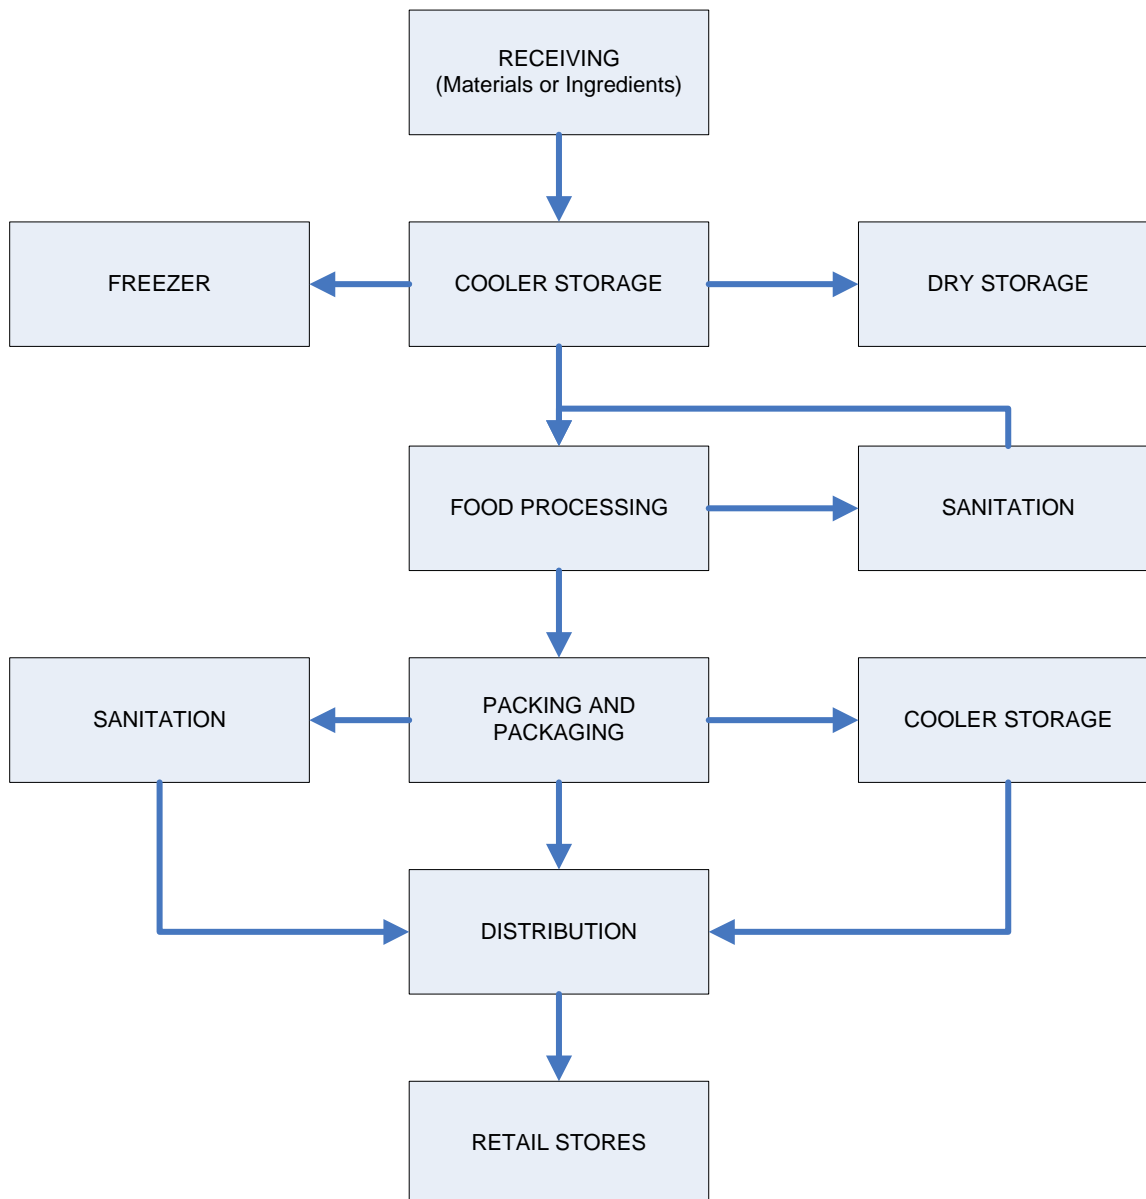 RECEIVING
(Materials or Ingredients)
FREEZER
COOLER STORAGE
DRY STORAGE
FOOD PROCESSING
SANITATION
SANITATION
PACKING AND
PACKAGING
COOLER STORAGE
DISTRIBUTION
RETAIL STORES